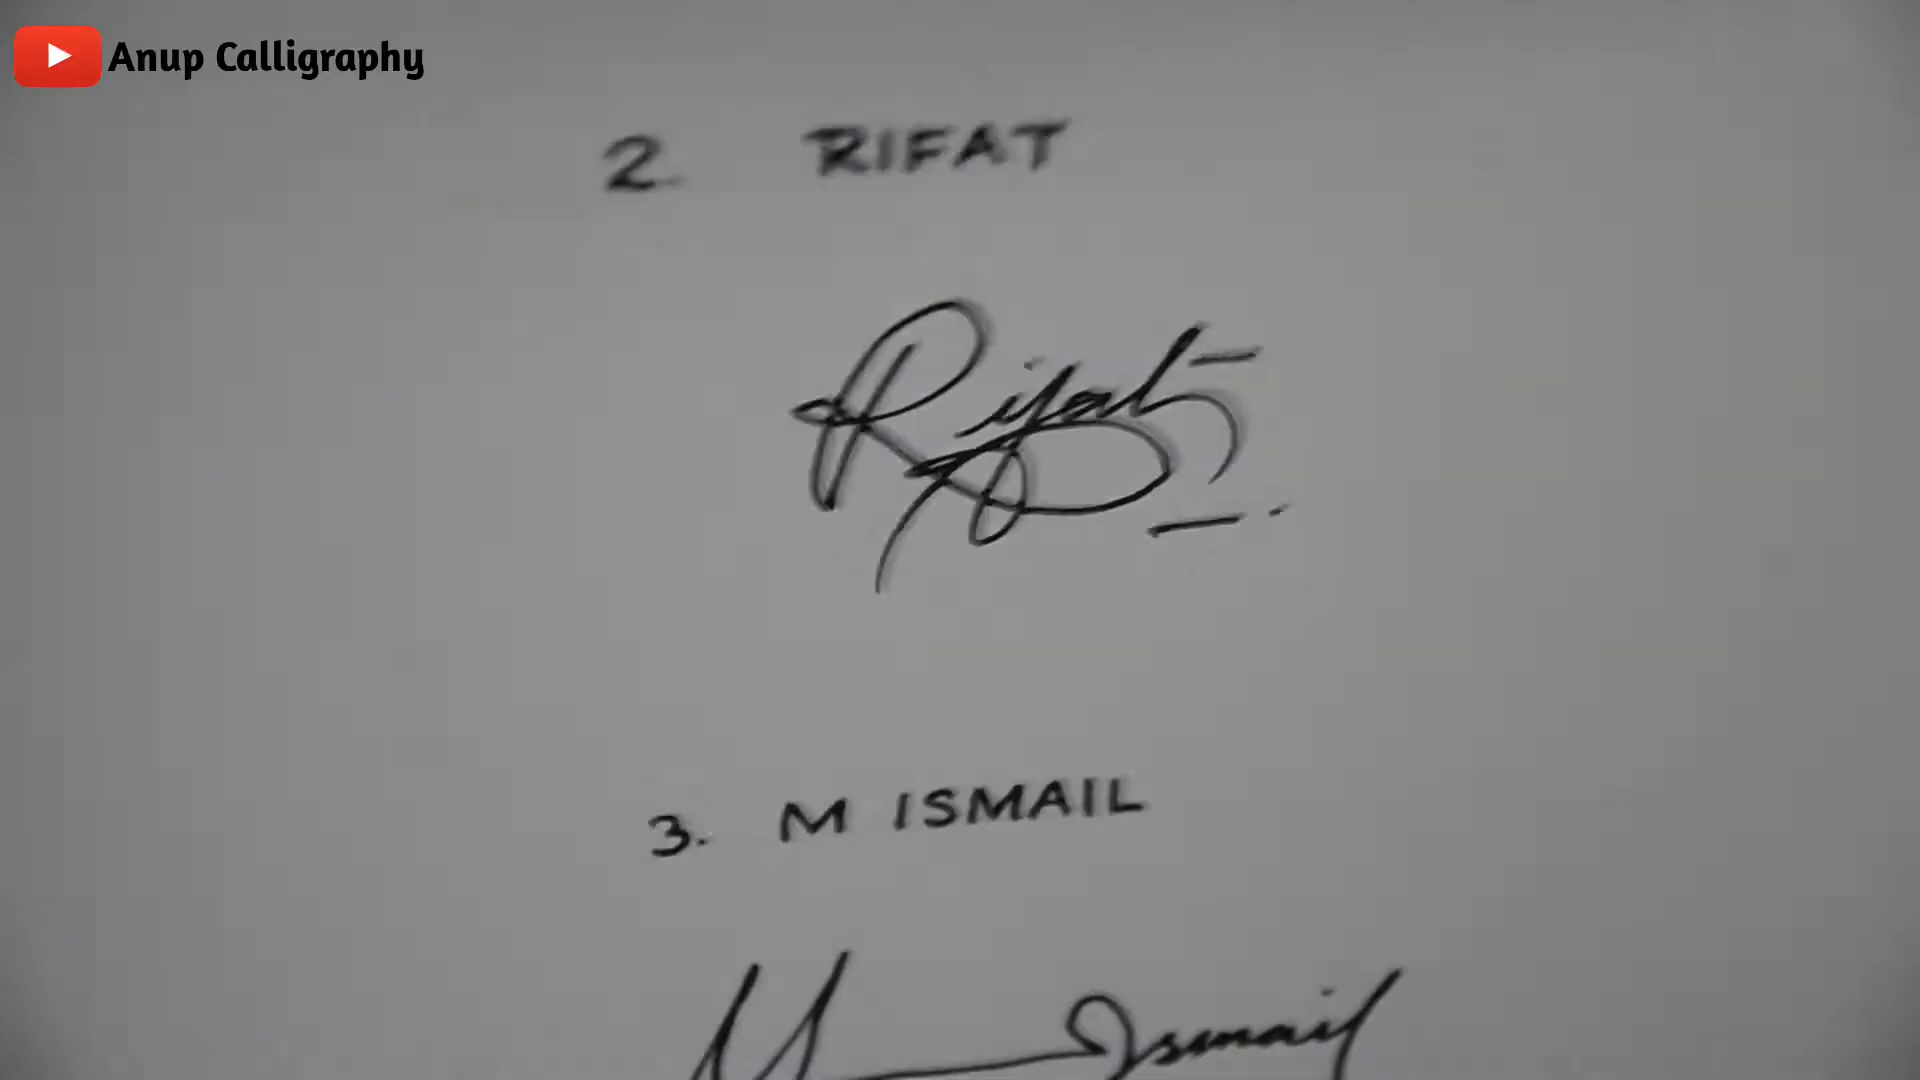 Anup Calligraphy
2 RIFAT
Rifat
3. M ISMAIL
M Ismail